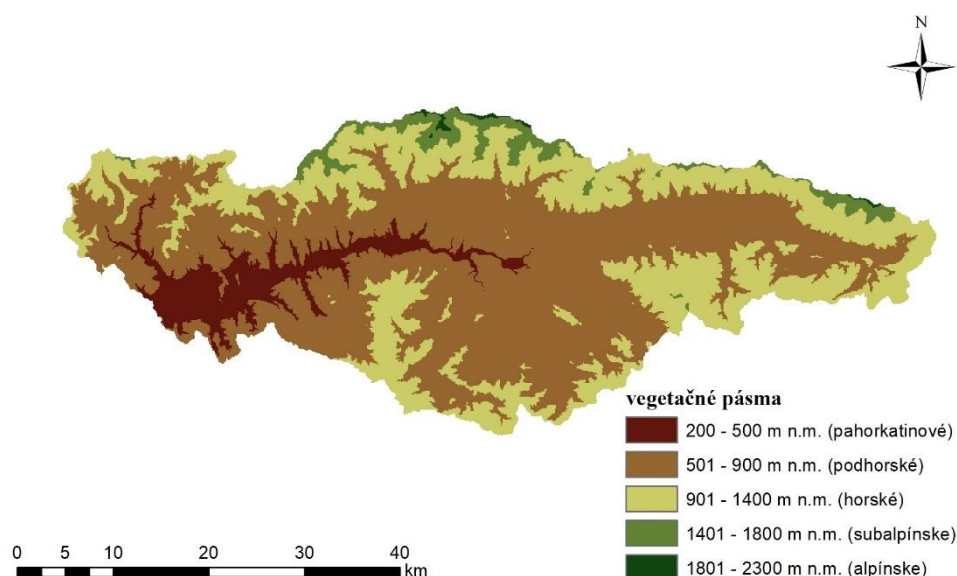 N
vegetačné pásma
200 - 500 m n.m. (pahorkatinové)
501 - 900 m n.m. (podhorské)
901 - 1400 m n.m. (horské)
1401 - 1800 m n.m. (subalpínske)
1801 - 2300 m n.m. (alpínske)
0 5 10 20 30 40
km